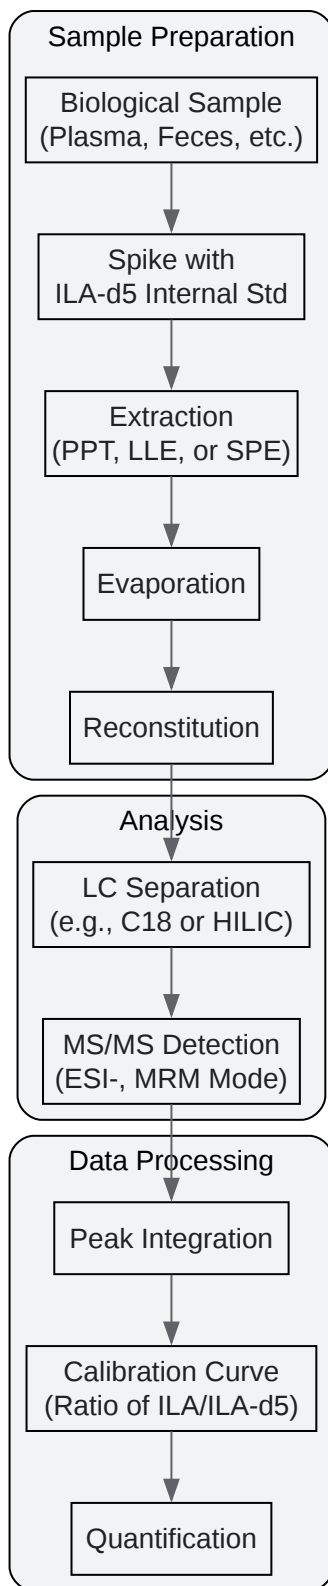 Sample Preparation
Biological Sample
(Plasma, Feces, etc.)
Spike with
ILA-d5 Internal Std
Extraction
(PPT, LLE, or SPE)
Evaporation
Reconstitution
Analysis
LC Separation
(e.g., C18 or HILIC)
MS/MS Detection
(ESI-, MRM Mode)
Data Processing
Peak Integration
Calibration Curve
(Ratio of ILA/ILA-d5)
Quantification